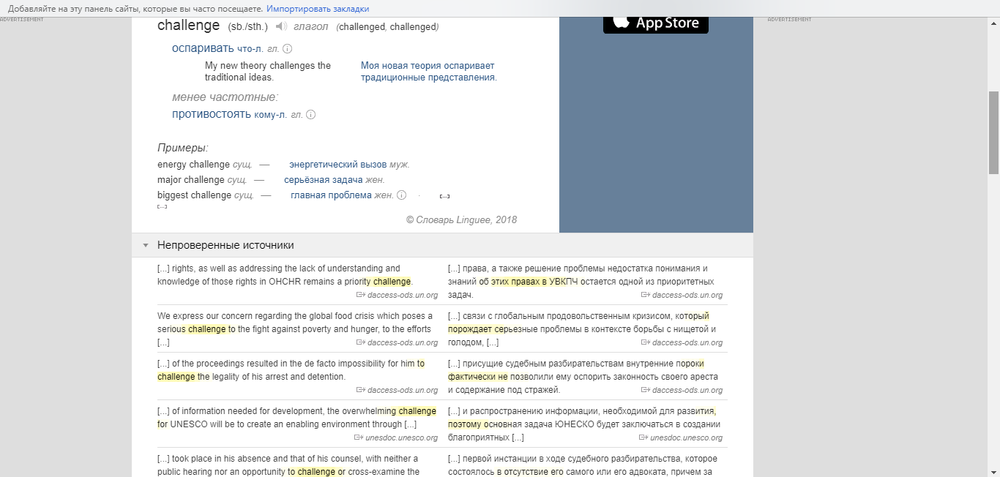 Добавляйте на эту панель сайты, которые вы часто посещаете. Импортировать закладки
ADVERTISEMENT
ADVERTISEMENT
App Store
challenge (sb./sth.) глагол (challenged, challenged)
оспаривать что-л. гл.
My new theory challenges the
traditional ideas.
Моя новая теория оспаривает
традиционные представления.
менее частотные:
противостоять кому-л. гл.
Примеры:
energy challenge сущ. — энергетический вызов муж.
major challenge сущ. — серьёзная задача жен.
biggest challenge сущ. — главная проблема жен. · [...]
[...]
© Словарь Linguee, 2018
Непроверенные источники
[...] rights, as well as addressing the lack of understanding and
knowledge of those rights in OHCHR remains a priority challenge.
daccess-ods.un.org
[...] права, а также решение проблемы недостатка понимания и
знаний об этих правах в УВКПЧ остается одной из приоритетных
задач.
daccess-ods.un.org
We express our concern regarding the global food crisis which poses a
serious challenge to the fight against poverty and hunger, to the efforts
[...]
daccess-ods.un.org
[...] связи с глобальным продовольственным кризисом, который
порождает серьезные проблемы в контексте борьбы с нищетой и
голодом, [...]
daccess-ods.un.org
[...] of the proceedings resulted in the de facto impossibility for him to
challenge the legality of his arrest and detention.
daccess-ods.un.org
[...] присущие судебным разбирательствам внутренние пороки
фактически не позволили ему оспорить законность своего ареста
и содержание под стражей.
daccess-ods.un.org
[...] of information needed for development, the overwhelming challenge
for UNESCO will be to create an enabling environment through [...]
unesdoc.unesco.org
[...] и распространению информации, необходимой для развития,
поэтому основная задача ЮНЕСКО будет заключаться в создании
благоприятных [...]
unesdoc.unesco.org
[...] took place in his absence and that of his counsel, with neither a
public hearing nor an opportunity to challenge or cross-examine the
[...] первой инстанции в ходе судебного разбирательства, которое
состоялось в отсутствие его самого или его адвоката, причем за